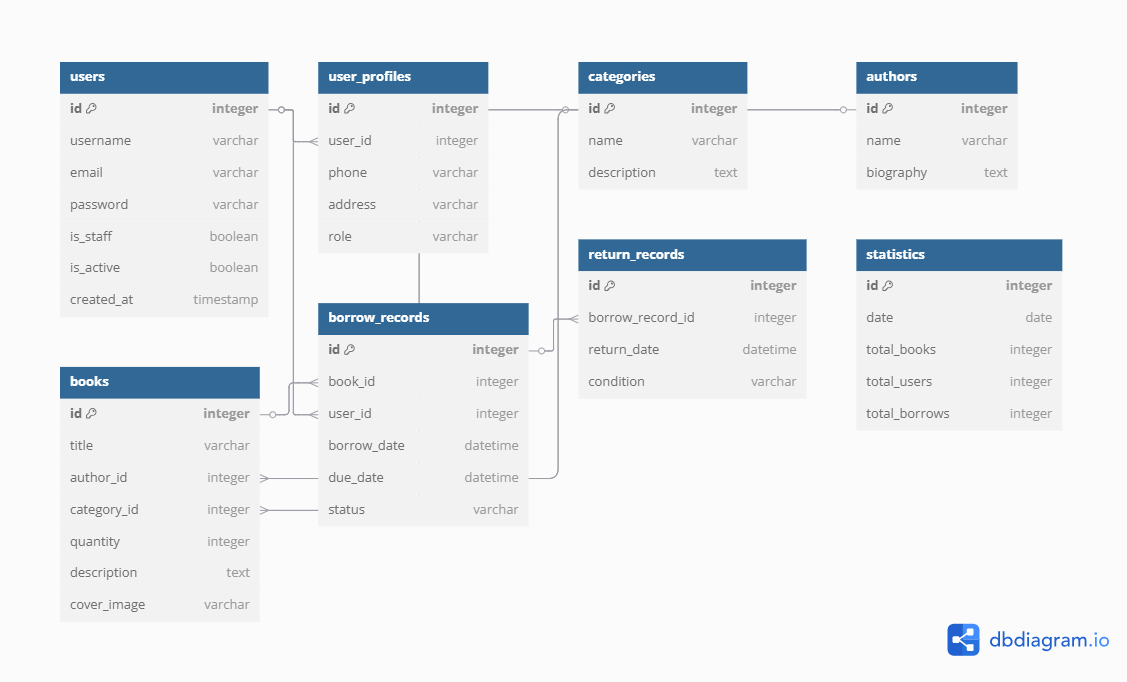 users
id integer
username varchar
email varchar
password varchar
is_staff boolean
is_active boolean
created_at timestamp
user_profiles
id integer
user_id integer
phone varchar
address varchar
role varchar
categories
id integer
name varchar
description text
authors
id integer
name varchar
biography text
books
id integer
title varchar
author_id integer
category_id integer
quantity integer
description text
cover_image varchar
borrow_records
id integer
book_id integer
user_id integer
borrow_date datetime
due_date datetime
status varchar
return_records
id integer
borrow_record_id integer
return_date datetime
condition varchar
statistics
id integer
date date
total_books integer
total_users integer
total_borrows integer
dbdiagram.io